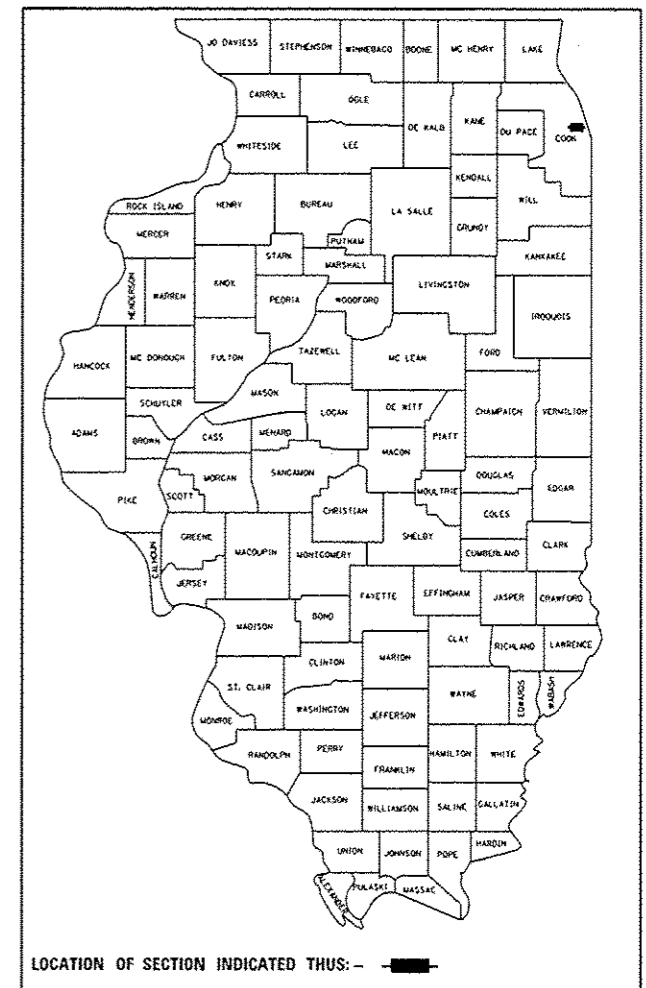 JO DAVIESS STEPHENSON WINNEBAGO BOONE MC HENRY LAKE
CARROLL OGLE DE KALB KANE DU PAGE COOK
WHITESIDE LEE
KENDALL WILL
ROCK ISLAND HENRY BUREAU LA SALLE GRUNDY
MERCER PUTNAM KANKAKEE
STARK MARSHALL
HENDERSON WARREN KNOX PEORIA WOODFORD LIVINGSTON IROQUOIS
HANCOCK MC DONOUGH FULTON TAZEWELL MC LEAN FORD
SCHUYLER MASON
ADAMS BROWN CASS MENARD LOGAN DE WITT PIATT CHAMPAIGN VERMILION
MACON
PIKE SCOTT MORGAN SANGAMON MOULTRIE DOUGLAS EDGAR
CHRISTIAN COLES
CALHOUN GREENE MACOUPIN MONTGOMERY SHELBY CUMBERLAND CLARK
JERSEY
FAYETTE EFFINGHAM JASPER CRAWFORD
MADISON BOND
CLAY RICHLAND LAWRENCE
CLINTON MARION
ST. CLAIR WAYNE EDWARDS WABASH
MONROE WASHINGTON JEFFERSON
RANDOLPH PERRY HAMILTON WHITE
FRANKLIN
JACKSON WILLIAMSON SALINE GALLATIN
UNION JOHNSON POPE HARDIN
ALEXANDER PULASKI MASSAC
LOCATION OF SECTION INDICATED THUS: –